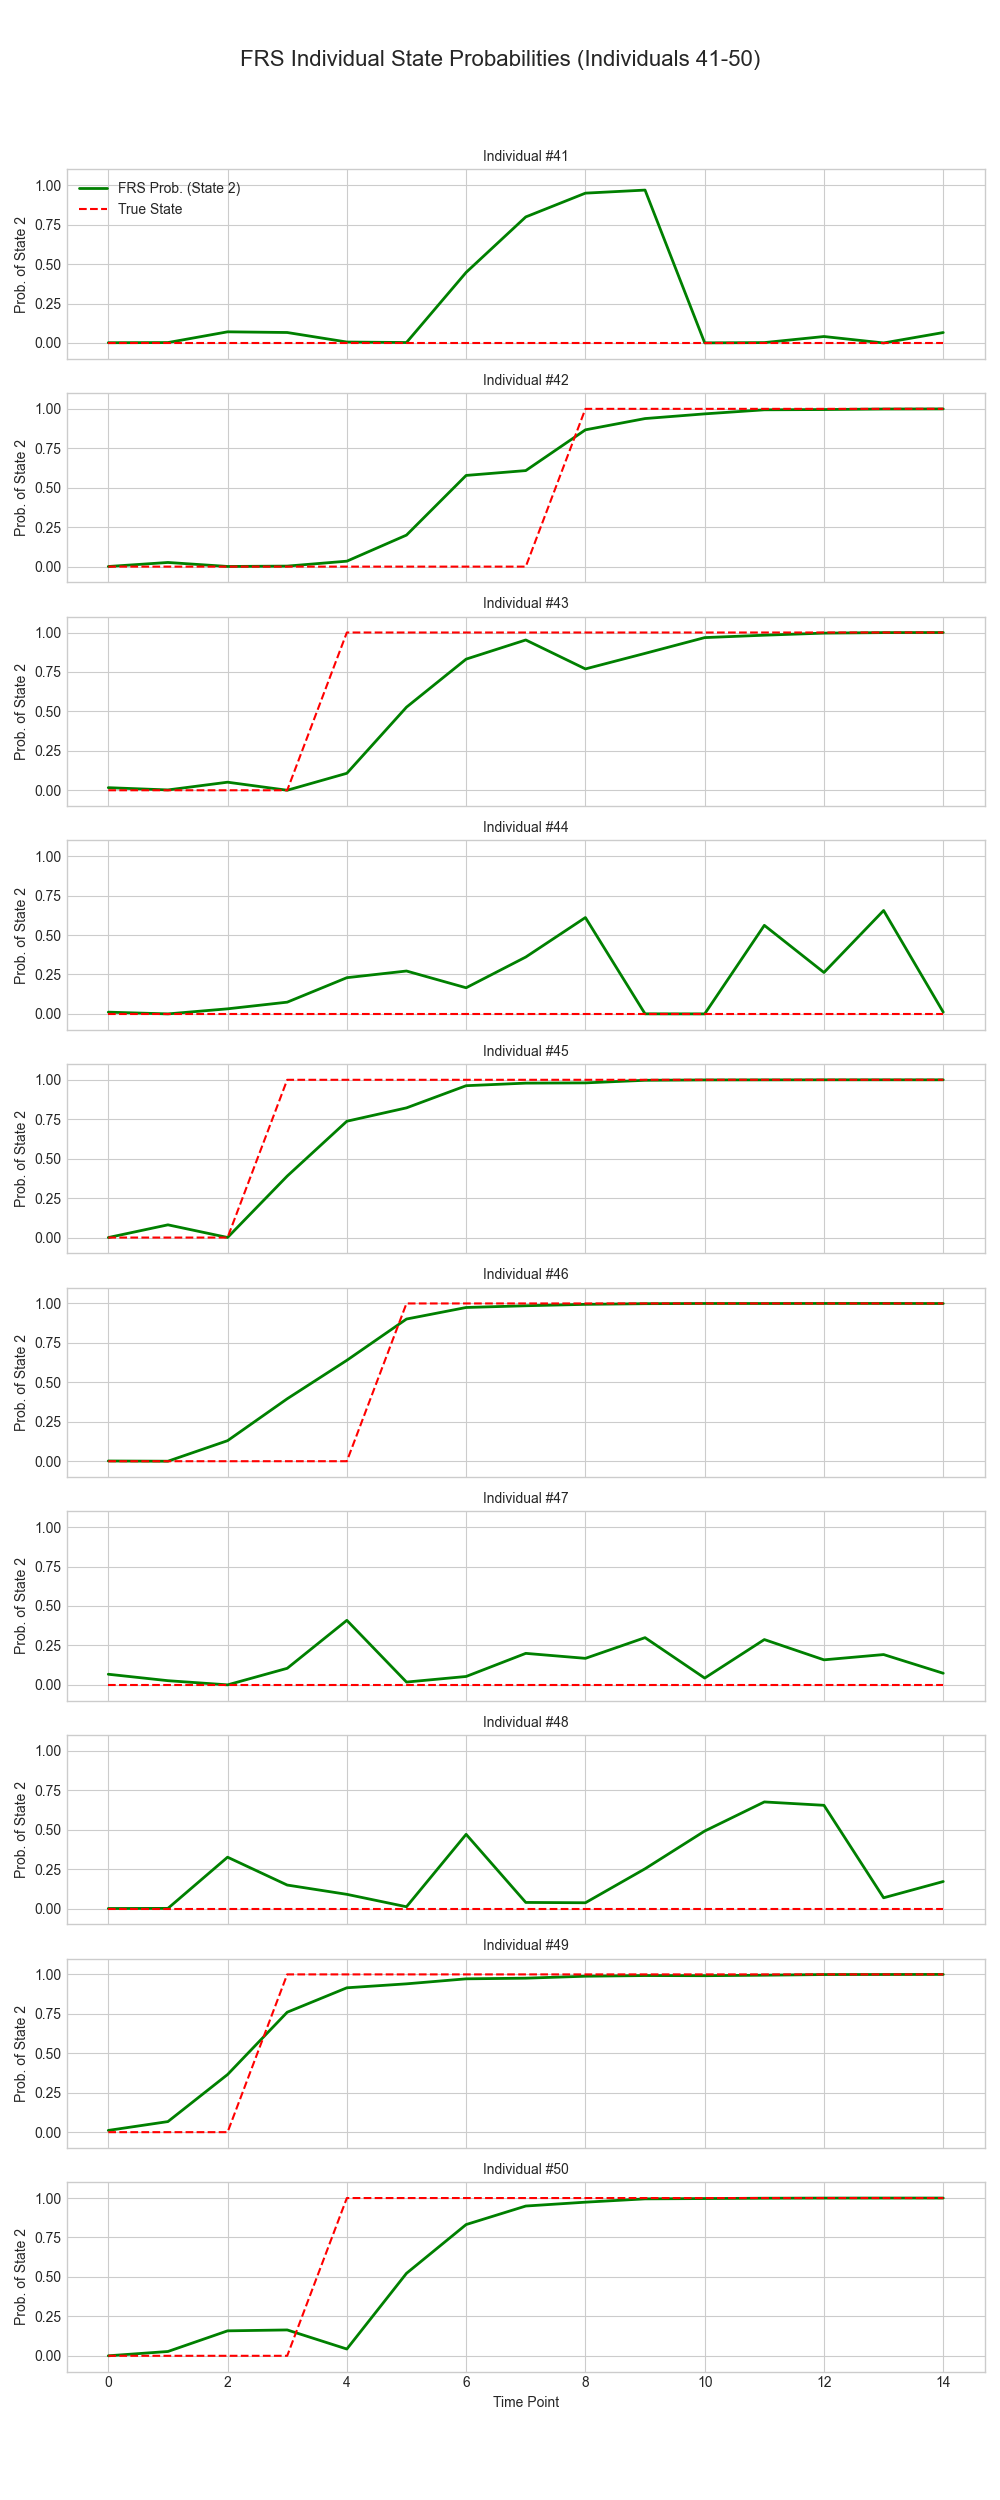 FRS Individual State Probabilities (Individuals 41-50)
Individual #41
FRS Prob. (State 2)
True State
Prob. of State 2
1.00
0.75
0.50
0.25
0.00
Individual #42
Prob. of State 2
1.00
0.75
0.50
0.25
0.00
Individual #43
Prob. of State 2
1.00
0.75
0.50
0.25
0.00
Individual #44
Prob. of State 2
1.00
0.75
0.50
0.25
0.00
Individual #45
Prob. of State 2
1.00
0.75
0.50
0.25
0.00
Individual #46
Prob. of State 2
1.00
0.75
0.50
0.25
0.00
Individual #47
Prob. of State 2
1.00
0.75
0.50
0.25
0.00
Individual #48
Prob. of State 2
1.00
0.75
0.50
0.25
0.00
Individual #49
Prob. of State 2
1.00
0.75
0.50
0.25
0.00
Individual #50
Prob. of State 2
1.00
0.75
0.50
0.25
0.00
0 2 4 6 8 10 12 14
Time Point